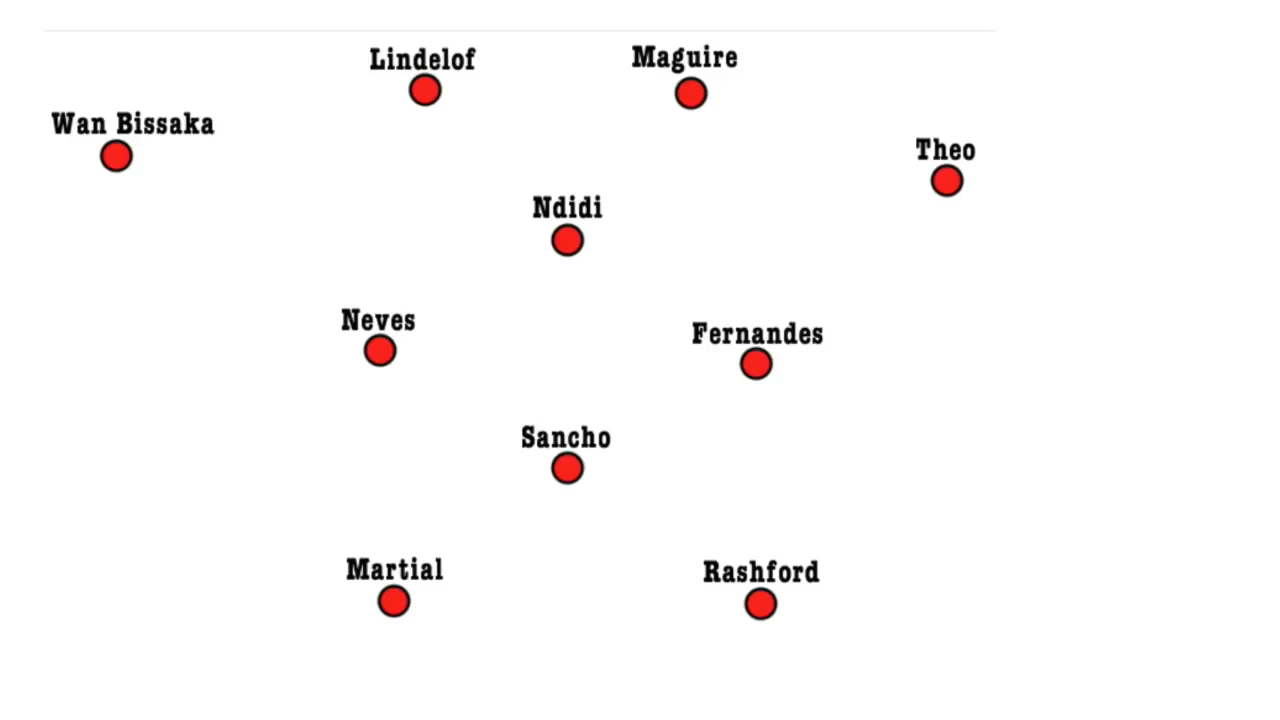 Lindelof
Maguire
Wan Bissaka
Theo
Ndidi
Neves
Fernandes
Sancho
Martial
Rashford